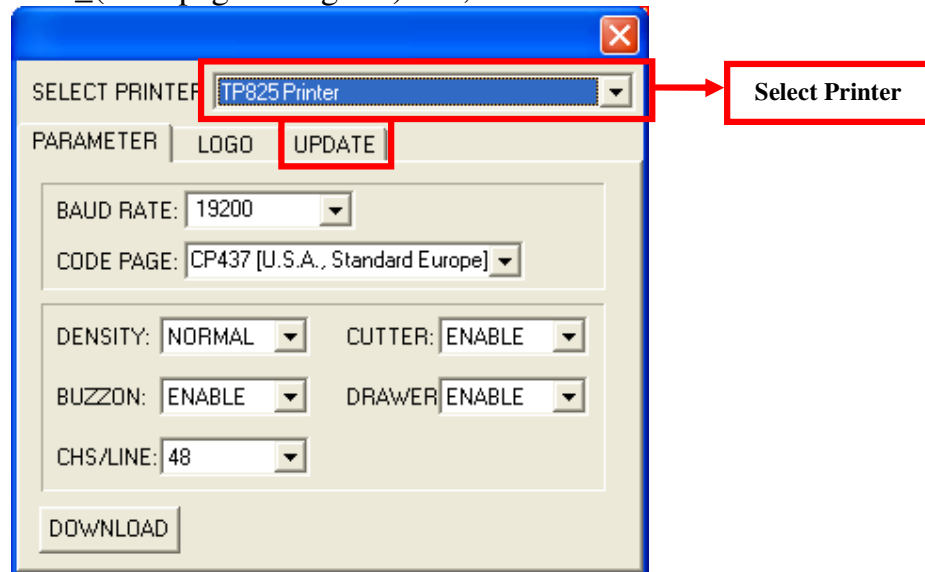 SELECT PRINTER TP825 Printer
Select Printer
PARAMETER LOGO UPDATE
BAUD RATE: 19200
CODE PAGE: CP437 [U.S.A., Standard Europe]
DENSITY: NORMAL CUTTER: ENABLE
BUZZON: ENABLE DRAWER ENABLE
CHS/LINE: 48
DOWNLOAD